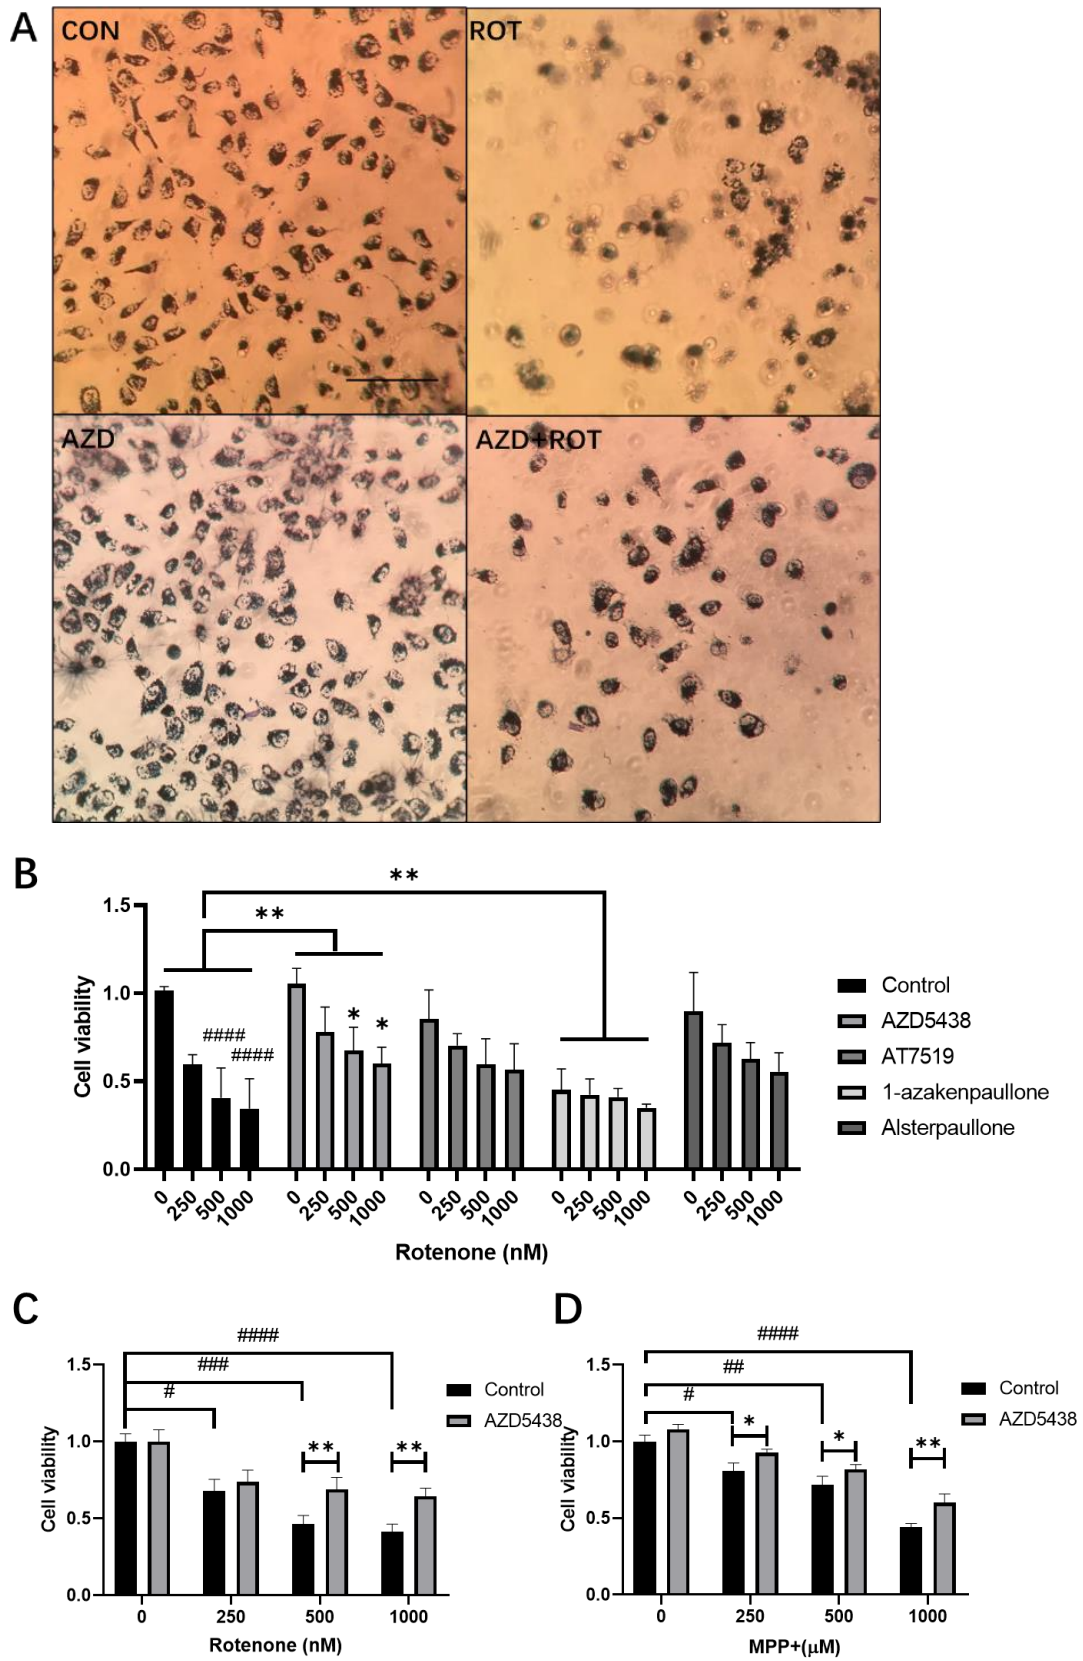 A
CON
ROT
AZD
AZD+ROT
B
**
**
1.5
1.0
0.5
0.0
Cell viability
####
####
*
*
0 250 500 1000 0 250 500 1000 0 250 500 1000 0 250 500 1000 0 250 500 1000
Rotenone (nM)
Control
AZD5438
AT7519
1-azakenpaullone
Alsterpaullone
C
####
###
#
**
**
1.5
1.0
0.5
0.0
Cell viability
0 250 500 1000
Rotenone (nM)
Control
AZD5438
D
####
##
#
*
*
**
1.5
1.0
0.5
0.0
Cell viability
0 250 500 1000
MPP+(μM)
Control
AZD5438